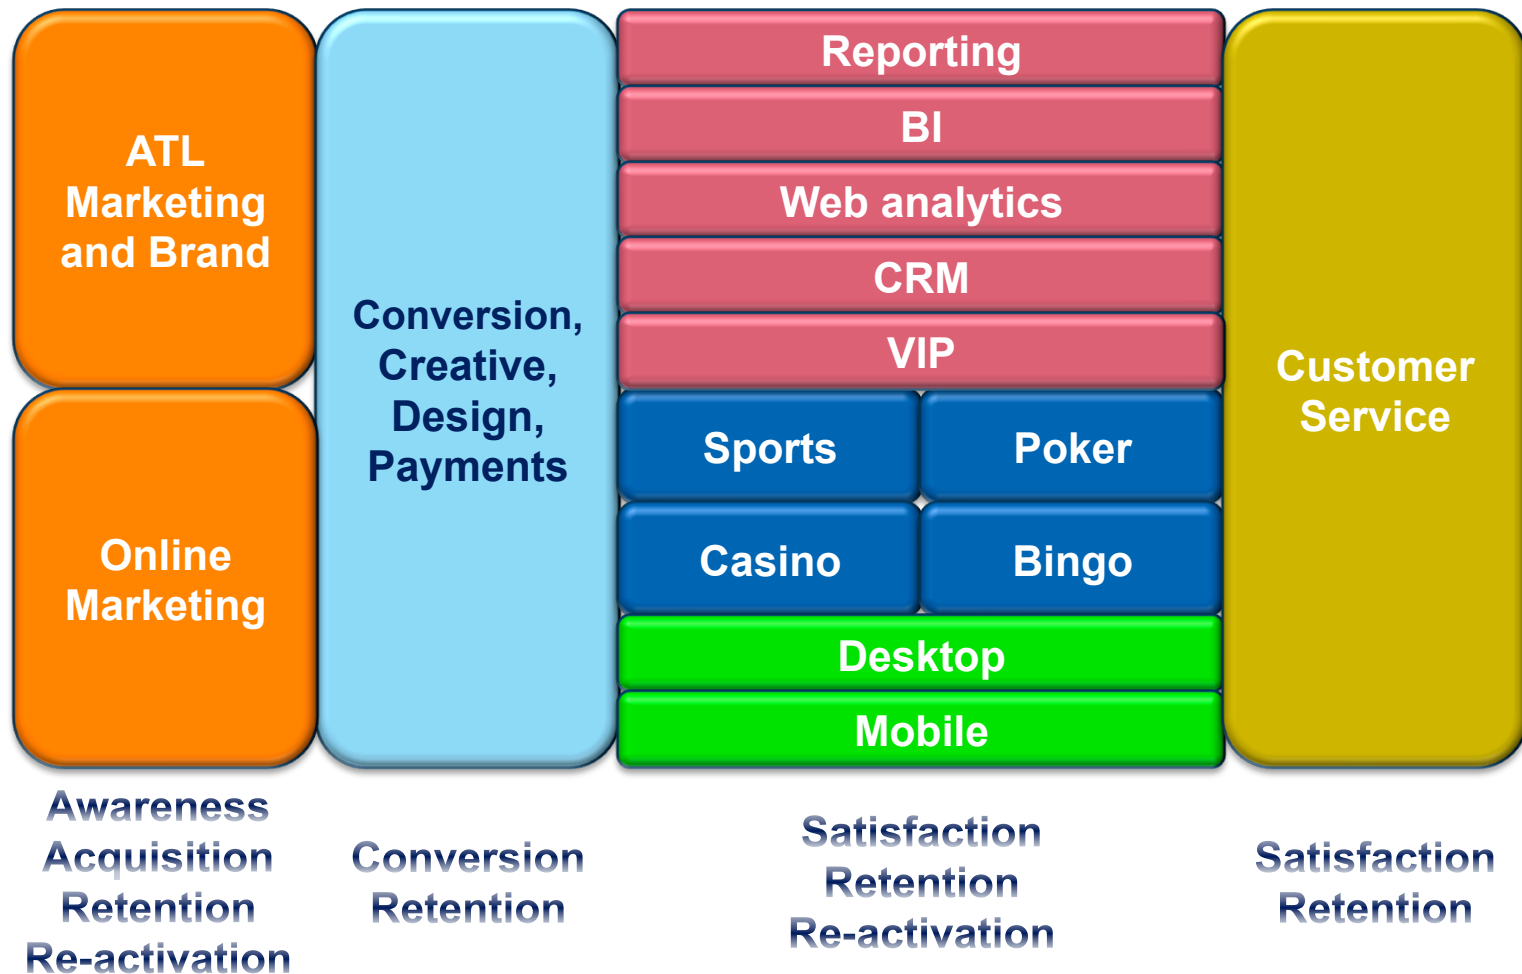 ATL
Marketing
and Brand
Online
Marketing
Conversion,
Creative,
Design,
Payments
Reporting
BI
Web analytics
CRM
VIP
Sports
Poker
Casino
Bingo
Desktop
Mobile
Customer
Service
Awareness
Acquisition
Retention
Re-activation
Conversion
Retention
Satisfaction
Retention
Re-activation
Satisfaction
Retention